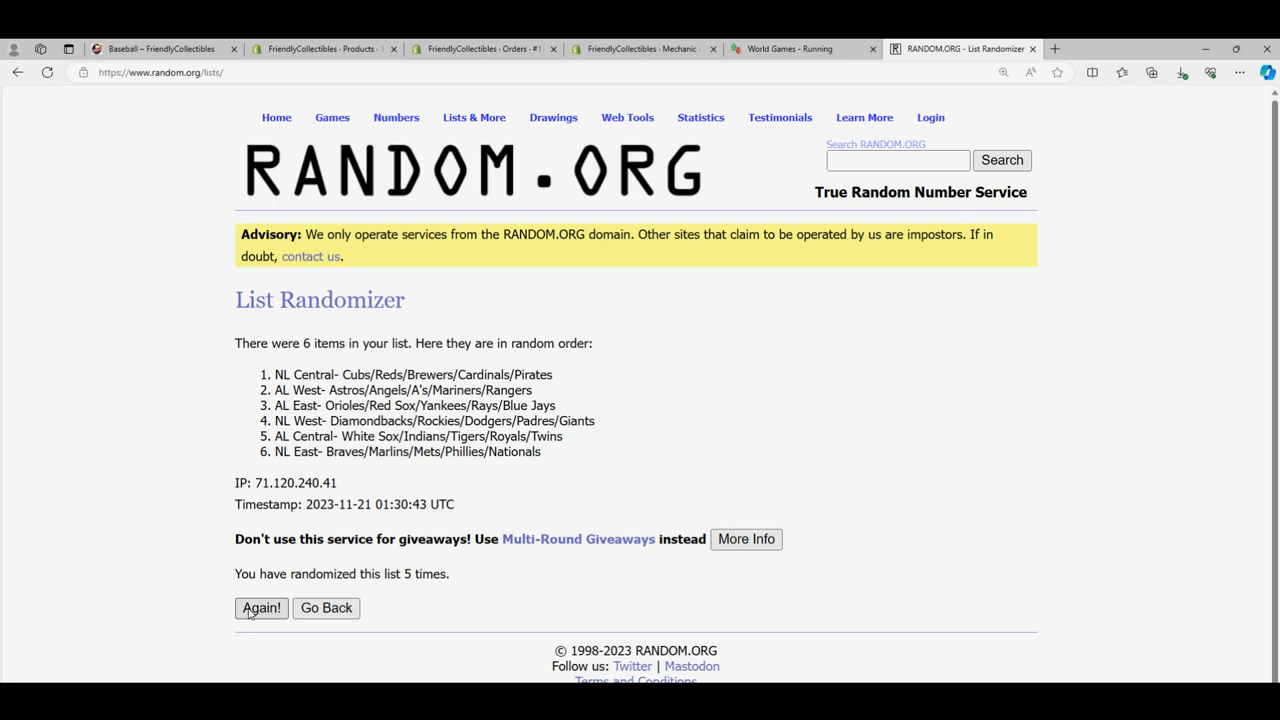 Baseball – FriendlyCollectibles
FriendlyCollectibles · Products ·
FriendlyCollectibles · Orders · #1
FriendlyCollectibles · Mechanic
World Games - Running
RANDOM.ORG - List Randomizer
https://www.random.org/lists/
Home Games Numbers Lists & More Drawings Web Tools Statistics Testimonials Learn More Login
RANDOM.ORG
Search RANDOM.ORG
Search
True Random Number Service
Advisory: We only operate services from the RANDOM.ORG domain. Other sites that claim to be operated by us are impostors. If in
doubt, contact us.
List Randomizer
There were 6 items in your list. Here they are in random order:
1. NL Central- Cubs/Reds/Brewers/Cardinals/Pirates
2. AL West- Astros/Angels/A's/Mariners/Rangers
3. AL East- Orioles/Red Sox/Yankees/Rays/Blue Jays
4. NL West- Diamondbacks/Rockies/Dodgers/Padres/Giants
5. AL Central- White Sox/Indians/Tigers/Royals/Twins
6. NL East- Braves/Marlins/Mets/Phillies/Nationals
IP: 71.120.240.41
Timestamp: 2023-11-21 01:30:43 UTC
Don't use this service for giveaways! Use Multi-Round Giveaways instead More Info
You have randomized this list 5 times.
Again! Go Back
© 1998-2023 RANDOM.ORG
Follow us: Twitter | Mastodon
Terms and Conditions